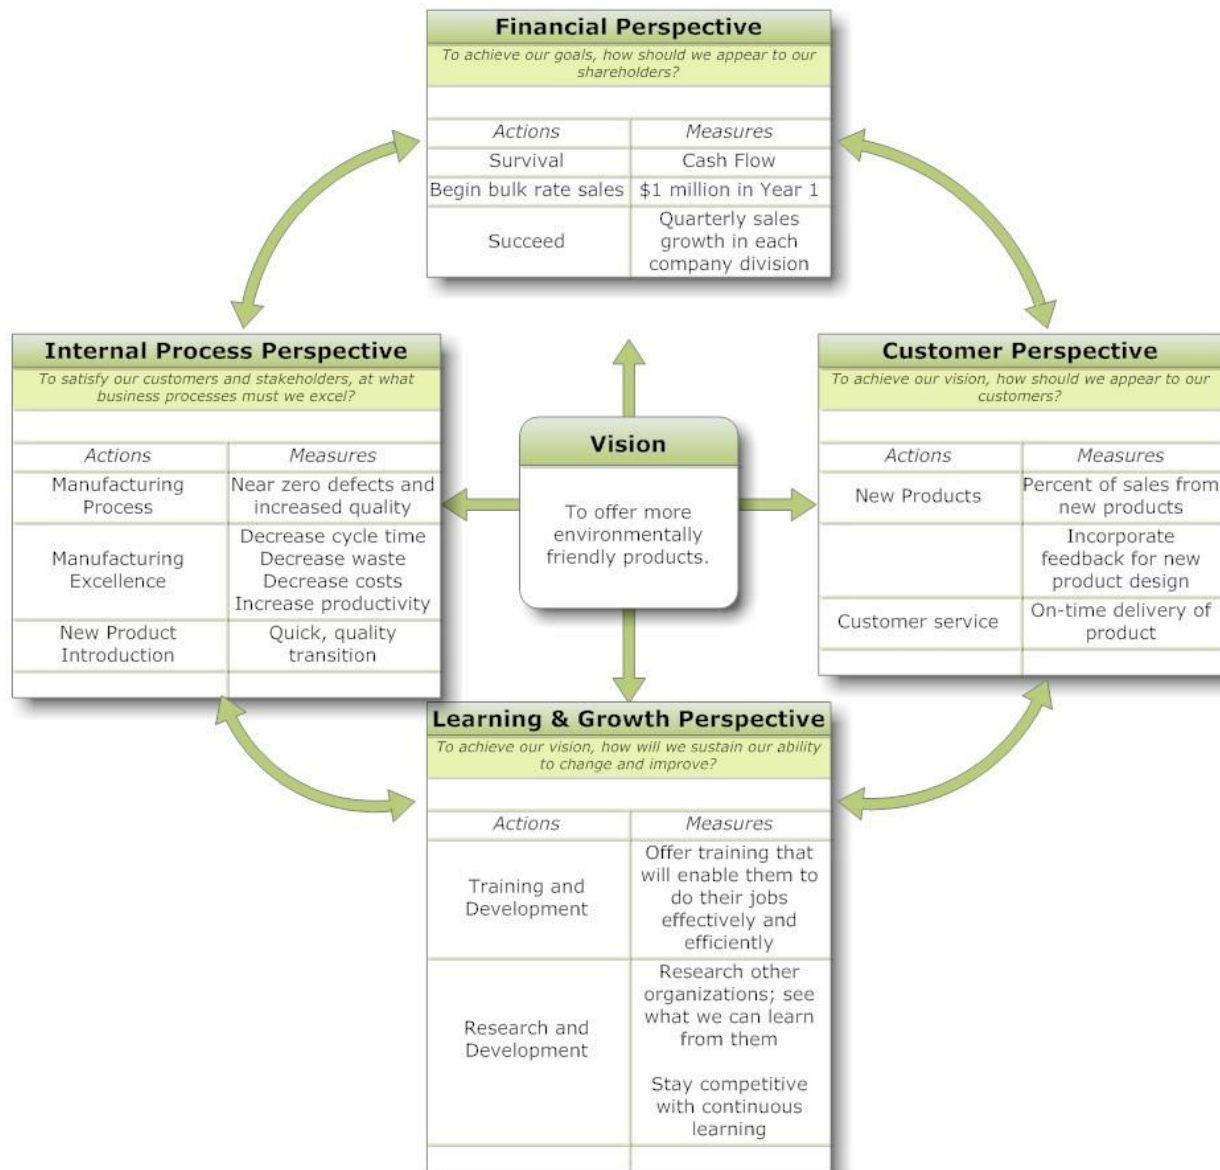 Financial Perspective
To achieve our goals, how should we appear to our
shareholders?
Actions Measures
Survival Cash Flow
Begin bulk rate sales $1 million in Year 1
Succeed
Quarterly sales
growth in each
company division
Internal Process Perspective
To satisfy our customers and stakeholders, at what
business processes must we excel?
Actions Measures
Manufacturing
Process
Near zero defects and
increased quality
Manufacturing
Excellence
Decrease cycle time
Decrease waste
Decrease costs
Increase productivity
New Product
Introduction
Quick, quality
transition
Vision
To offer more
environmentally
friendly products.
Customer Perspective
To achieve our vision, how should we appear to our
customers?
Actions Measures
New Products
Percent of sales from
new products
Incorporate
feedback for new
product design
Customer service
On-time delivery of
product
Learning & Growth Perspective
To achieve our vision, how will we sustain our ability
to change and improve?
Actions Measures
Training and
Development
Offer training that
will enable them to
do their jobs
effectively and
efficiently
Research and
Development
Research other
organizations; see
what we can learn
from them
Stay competitive
with continuous
learning